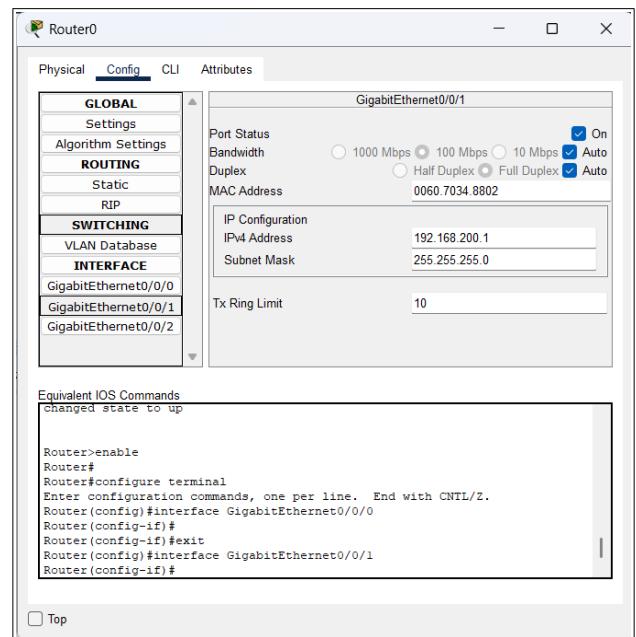 Router0
Physical Config CLI Attributes
GLOBAL
Settings
Algorithm Settings
ROUTING
Static
RIP
SWITCHING
VLAN Database
INTERFACE
GigabitEthernet0/0/0
GigabitEthernet0/0/1
GigabitEthernet0/0/2
GigabitEthernet0/0/1
Port Status On
Bandwidth 1000 Mbps 100 Mbps 10 Mbps Auto
Duplex Half Duplex Full Duplex Auto
MAC Address 0060.7034.8802
IP Configuration
IPv4 Address 192.168.200.1
Subnet Mask 255.255.255.0
Tx Ring Limit 10
Equivalent IOS Commands
changed state to up
Router>enable
Router#
Router#configure terminal
Enter configuration commands, one per line. End with CNTL/Z.
Router(config)#interface GigabitEthernet0/0/0
Router(config-if)#
Router(config-if)#exit
Router(config)#interface GigabitEthernet0/0/1
Router(config-if)#
Top